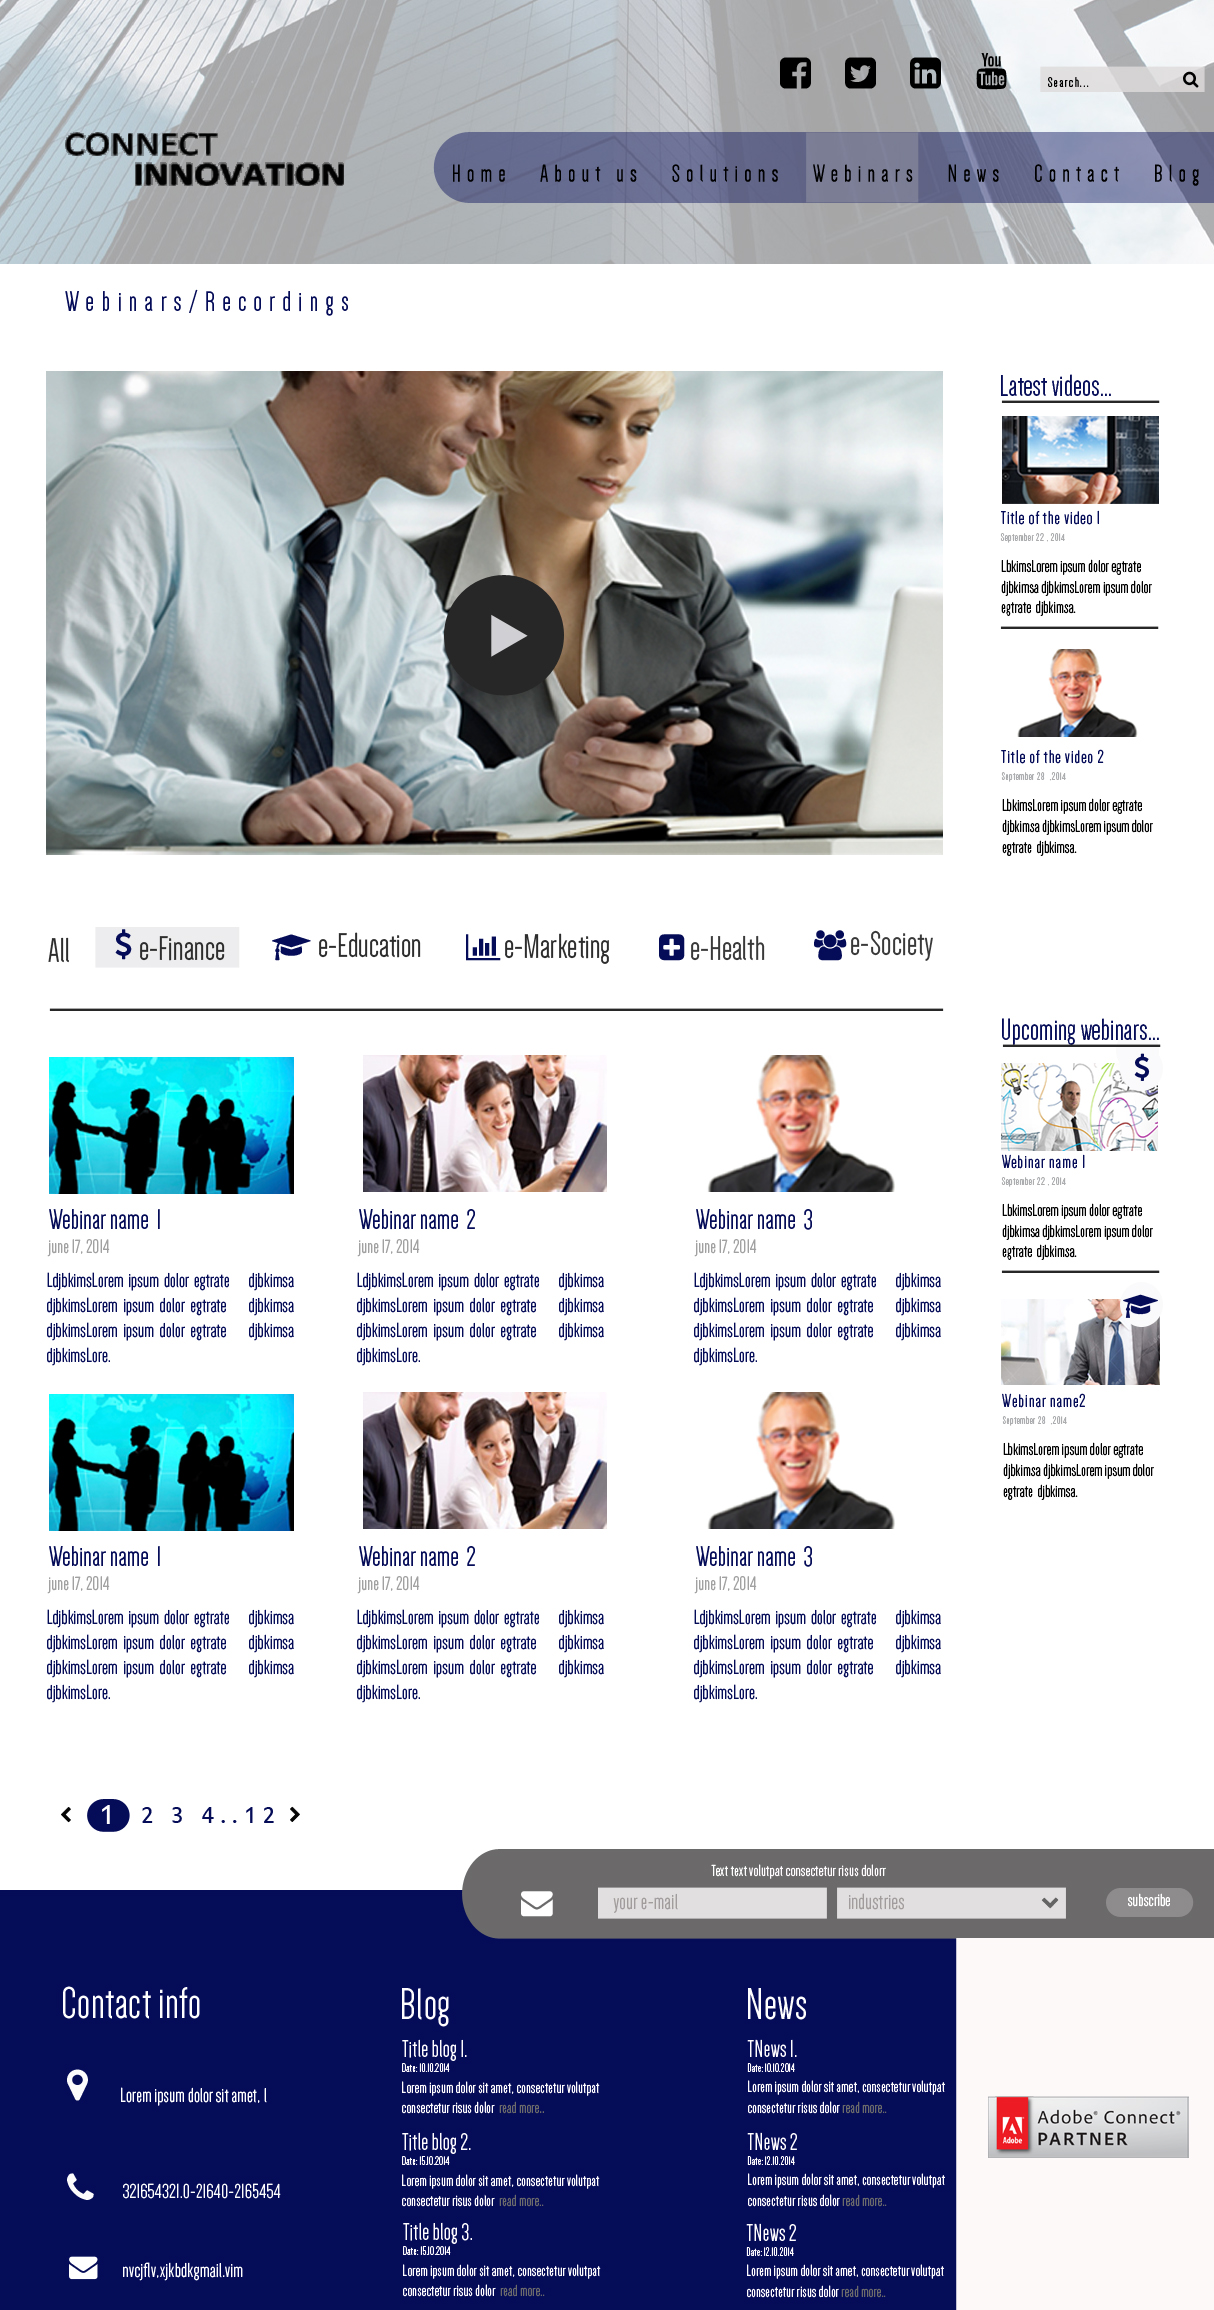 You
Tube
Search...
CONNECT
INNOVATION
Home About us Solutions Webinars News Contact Blog
Webinars/Recordings
Latest videos...
Title of the video 1
September 22 , 2014
LbkimsLorem ipsum dolor egtrate
djbkimsa djbkimsLorem ipsum dolor
egtrate djbkimsa.
Title of the video 2
September 28 ,2014
LbkimsLorem ipsum dolor egtrate
djbkimsa djbkimsLorem ipsum dolor
egtrate djbkimsa.
All $ e-Finance e-Education e-Marketing e-Health e-Society
Upcoming webinars...
$
Webinar name 1
September 22 , 2014
LbkimsLorem ipsum dolor egtrate
djbkimsa djbkimsLorem ipsum dolor
egtrate djbkimsa.
Webinar name2
September 28 ,2014
LbkimsLorem ipsum dolor egtrate
djbkimsa djbkimsLorem ipsum dolor
egtrate djbkimsa.
Webinar name 1
june 17, 2014
LdjbkimsLorem ipsum dolor egtrate djbkimsa
djbkimsLorem ipsum dolor egtrate djbkimsa
djbkimsLorem ipsum dolor egtrate djbkimsa
djbkimsLore.
Webinar name 2
june 17, 2014
LdjbkimsLorem ipsum dolor egtrate djbkimsa
djbkimsLorem ipsum dolor egtrate djbkimsa
djbkimsLorem ipsum dolor egtrate djbkimsa
djbkimsLore.
Webinar name 3
june 17, 2014
LdjbkimsLorem ipsum dolor egtrate djbkimsa
djbkimsLorem ipsum dolor egtrate djbkimsa
djbkimsLorem ipsum dolor egtrate djbkimsa
djbkimsLore.
Webinar name 1
june 17, 2014
LdjbkimsLorem ipsum dolor egtrate djbkimsa
djbkimsLorem ipsum dolor egtrate djbkimsa
djbkimsLorem ipsum dolor egtrate djbkimsa
djbkimsLore.
Webinar name 2
june 17, 2014
LdjbkimsLorem ipsum dolor egtrate djbkimsa
djbkimsLorem ipsum dolor egtrate djbkimsa
djbkimsLorem ipsum dolor egtrate djbkimsa
djbkimsLore.
Webinar name 3
june 17, 2014
LdjbkimsLorem ipsum dolor egtrate djbkimsa
djbkimsLorem ipsum dolor egtrate djbkimsa
djbkimsLorem ipsum dolor egtrate djbkimsa
djbkimsLore.
1 2 3 4..12
Text text volutpat consectetur risus dolorr
your e-mail industries subscribe
Contact info
Lorem ipsum dolor sit amet, 1
321654321.0-21640-2165454
nvcjflv,xjkbdkgmail.vim
Blog
Title blog 1.
Date: 10.10.2014
Lorem ipsum dolor sit amet, consectetur volutpat
consectetur risus dolor read more..
Title blog 2.
Date: 15.10.2014
Lorem ipsum dolor sit amet, consectetur volutpat
consectetur risus dolor read more..
Title blog 3.
Date: 15.10.2014
Lorem ipsum dolor sit amet, consectetur volutpat
consectetur risus dolor read more..
News
TNews 1.
Date: 10.10.2014
Lorem ipsum dolor sit amet, consectetur volutpat
consectetur risus dolor read more..
TNews 2
Date: 12.10.2014
Lorem ipsum dolor sit amet, consectetur volutpat
consectetur risus dolor read more..
TNews 2
Date: 12.10.2014
Lorem ipsum dolor sit amet, consectetur volutpat
consectetur risus dolor read more..
Adobe
Adobe® Connect®
PARTNER